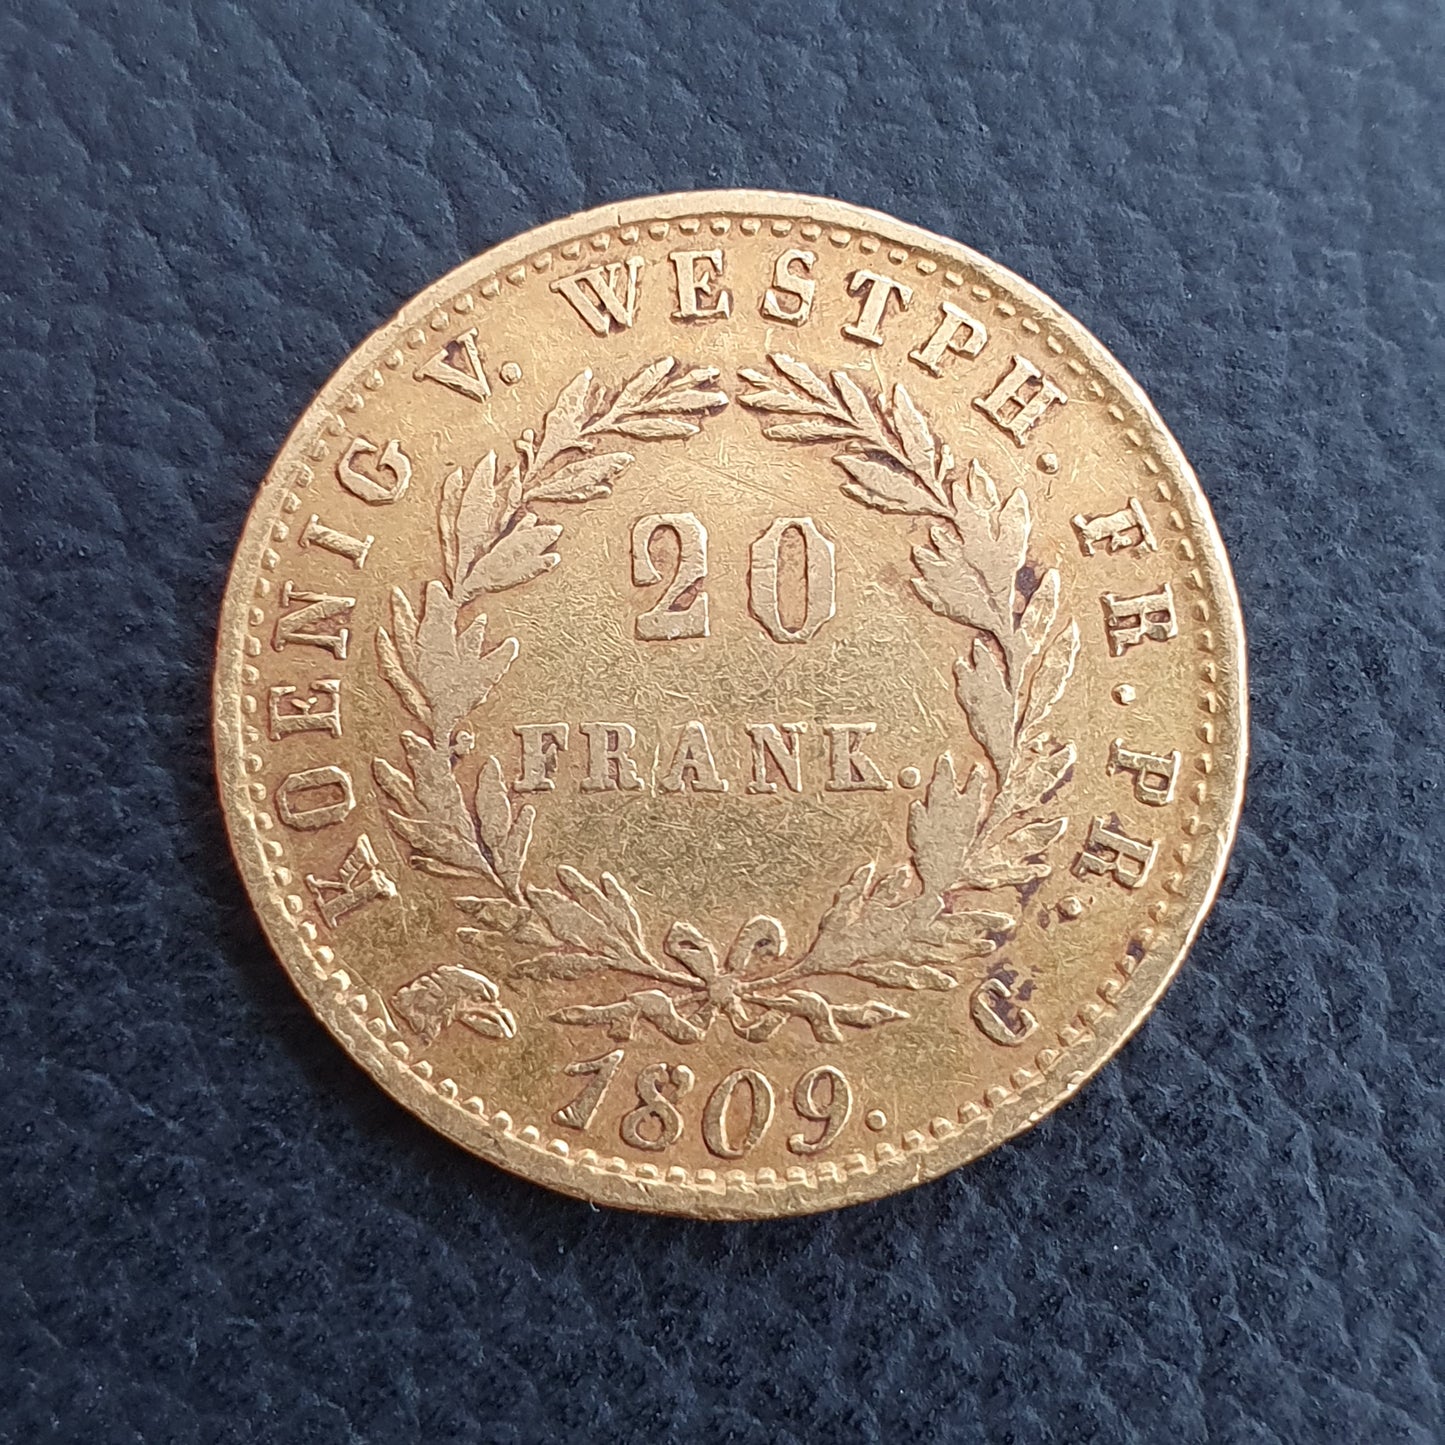 KOENIG V. WESTPH. FR. PR.
20
FRANK.
C
1809.